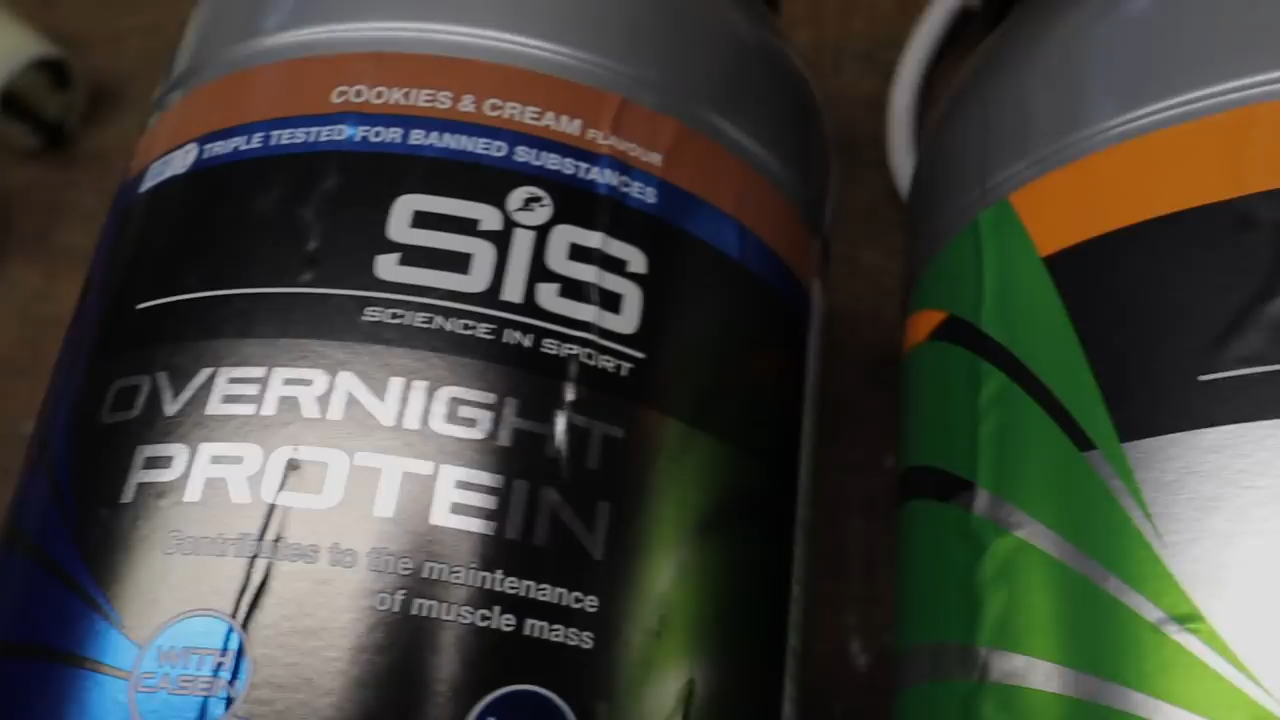 COOKIES & CREAM FLAVOUR
TRIPLE TESTED FOR BANNED SUBSTANCES
SiS
SCIENCE IN SPORT
OVERNIGHT
PROTEIN
Contributes to the maintenance
of muscle mass
WITH
CASEIN